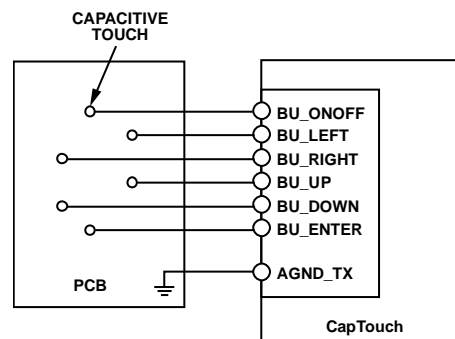 CAPACITIVE
TOUCH
BU_ONOFF
BU_LEFT
BU_RIGHT
BU_UP
BU_DOWN
BU_ENTER
AGND_TX
PCB
CapTouch